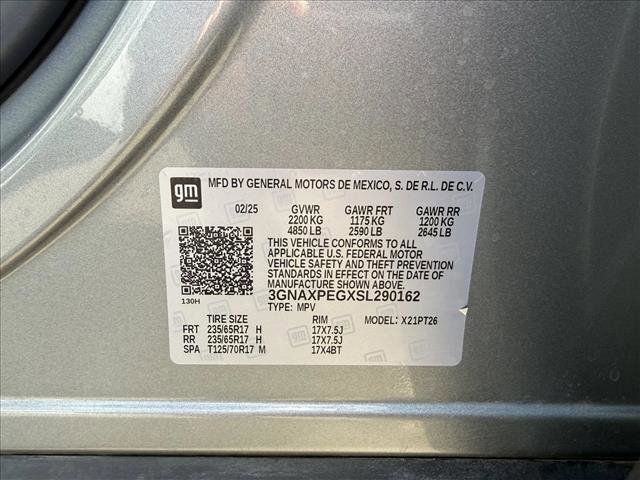 gm MFD BY GENERAL MOTORS DE MEXICO, S. DE R.L. DE C.V.
02/25 GVWR GAWR FRT GAWR RR
2200 KG 1175 KG 1200 KG
4850 LB 2590 LB 2645 LB
THIS VEHICLE CONFORMS TO ALL
APPLICABLE U.S. FEDERAL MOTOR
VEHICLE SAFETY AND THEFT PREVENTION
STANDARDS IN EFFECT ON THE DATE OF
MANUFACTURE SHOWN ABOVE.
3GNAXPEGXSL290162
130H TYPE: MPV
TIRE SIZE RIM MODEL: X21PT26
FRT 235/65R17 H 17X7.5J
RR 235/65R17 H 17X7.5J
SPA T125/70R17 M 17X4BT